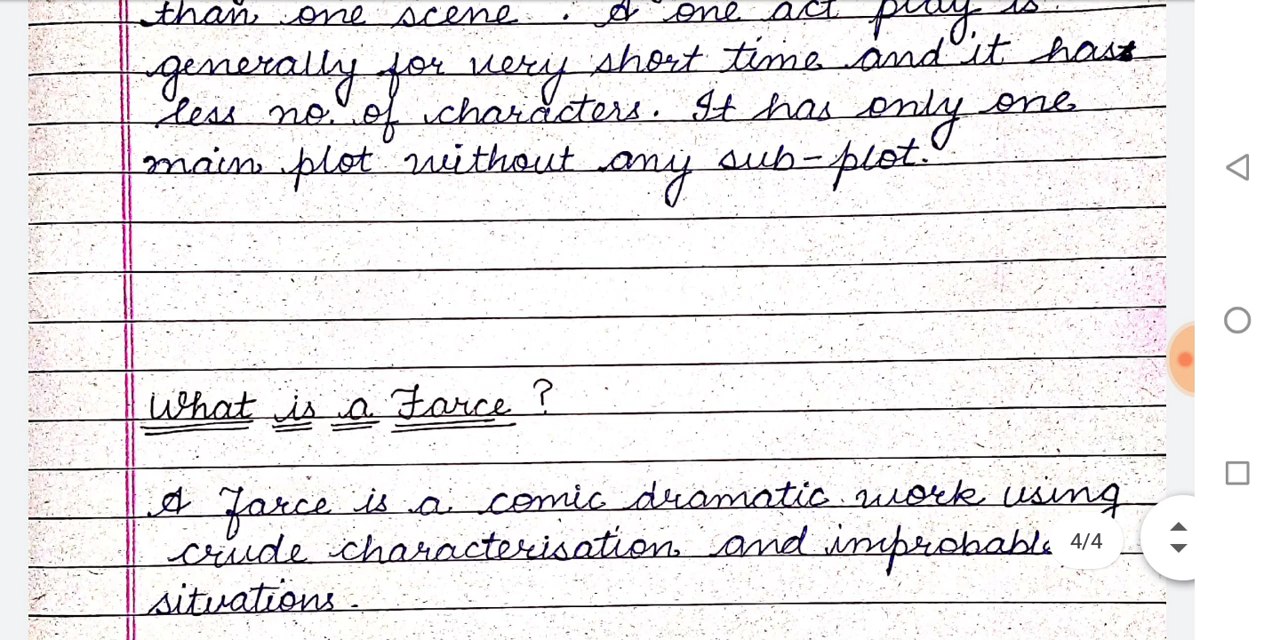 than one scene. A one act play is
generally for very short time and it has
less no. of characters. It has only one
main plot without any sub-plot.
What is a Farce?
A Farce is a comic dramatic work using
crude characterisation and improbable
situations.
4/4